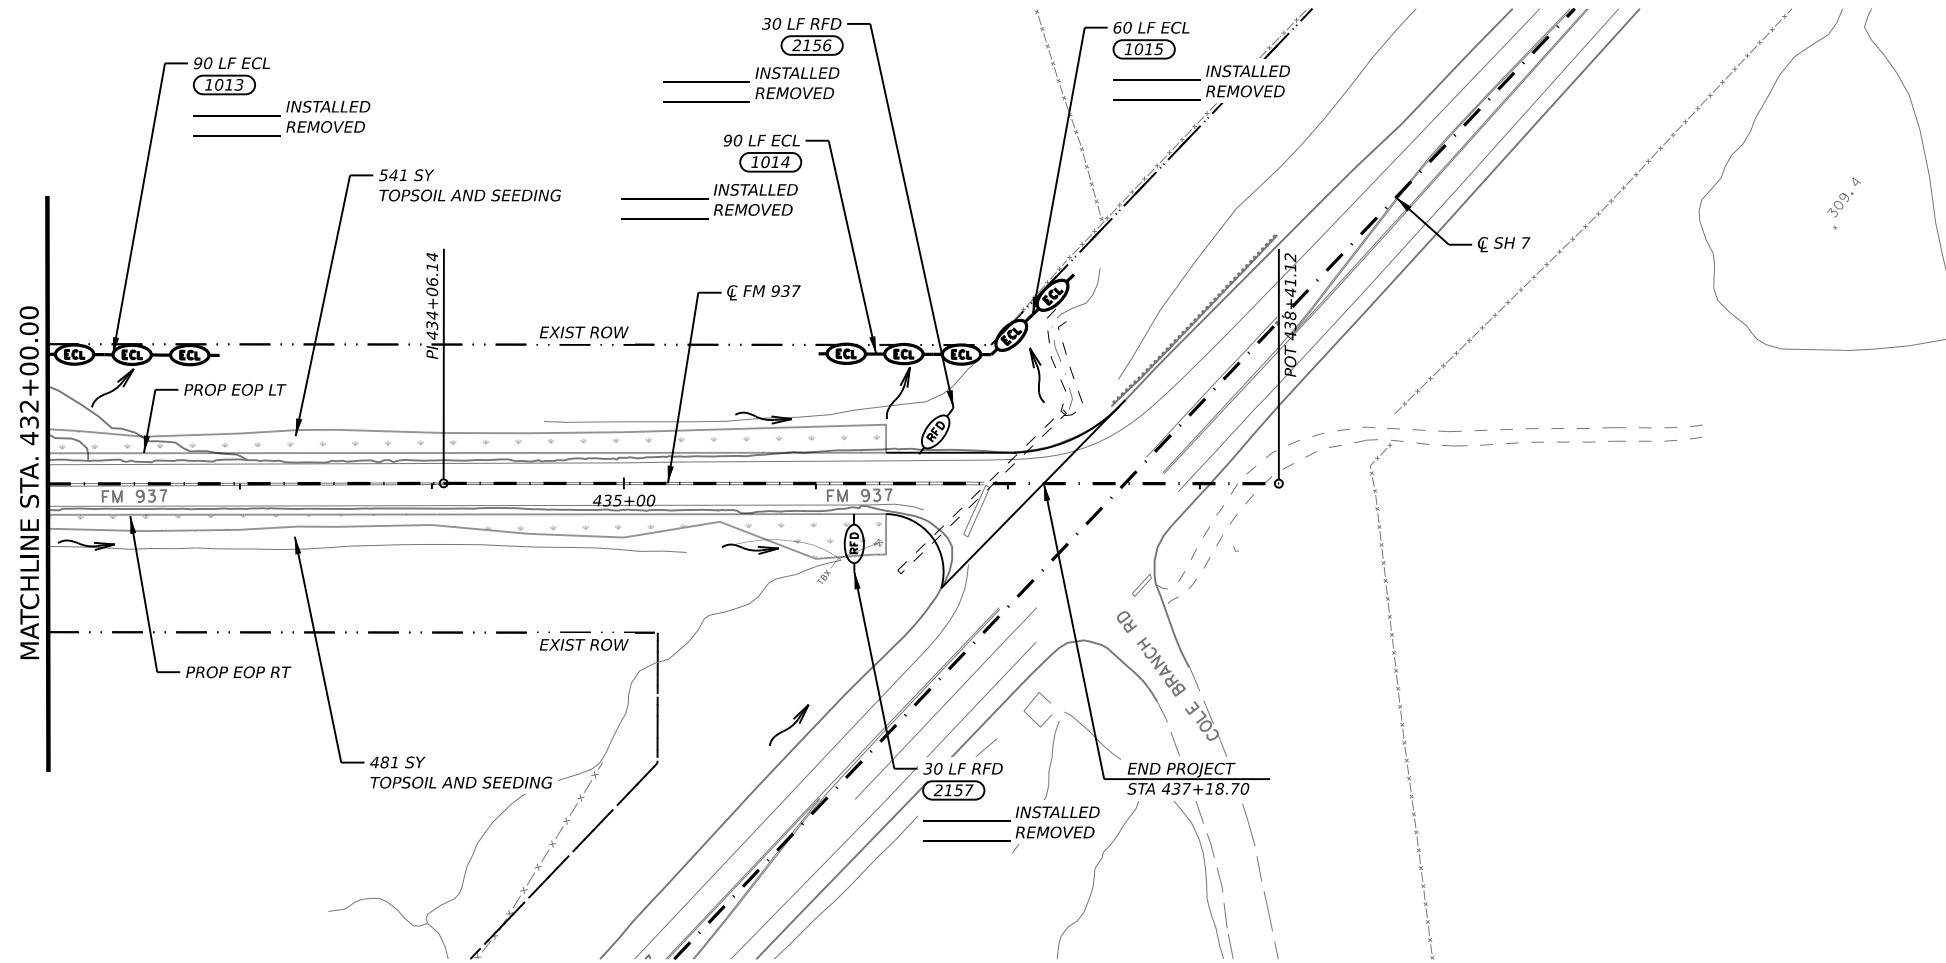 30 LF RFD
2156
INSTALLED
REMOVED
60 LF ECL
1015
INSTALLED
REMOVED
90 LF ECL
1013
INSTALLED
REMOVED
90 LF ECL
1014
INSTALLED
REMOVED
541 SY
TOPSOIL AND SEEDING
309.4
℄ SH 7
PI 434+06.14
POT 438+41.12
℄ FM 937
EXIST ROW
ECL
ECL
ECL
ECL
ECL
ECL
ECL
ECL
MATCHLINE STA. 432+00.00
PROP EOP LT
RFD
FM 937
435+00
FM 937
RFD
TBX
EXIST ROW
PROP EOP RT
COLE BRANCH RD
481 SY
TOPSOIL AND SEEDING
30 LF RFD
2157
INSTALLED
REMOVED
END PROJECT
STA 437+18.70